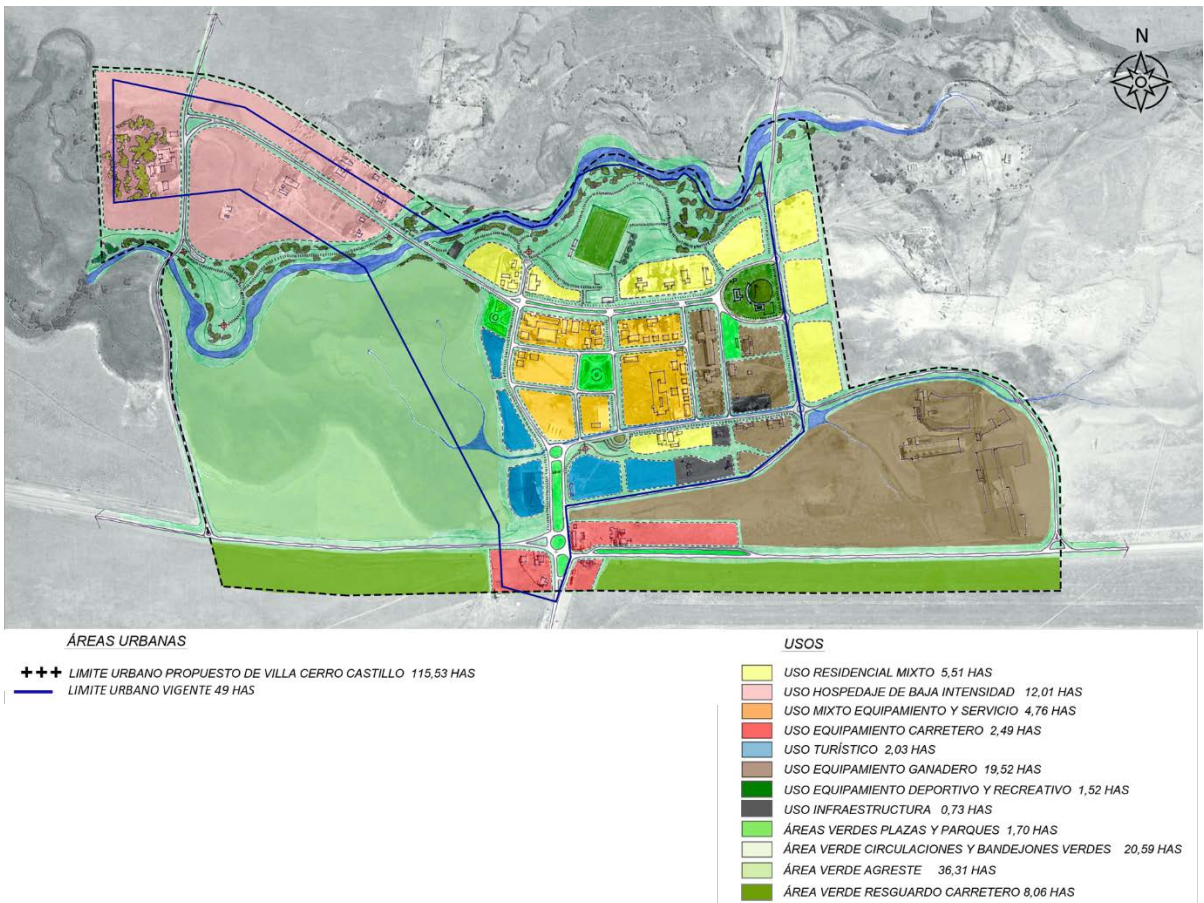 N
ÁREAS URBANAS
+++ LIMITE URBANO PROPUESTO DE VILLA CERRO CASTILLO 115,53 HAS
LIMITE URBANO VIGENTE 49 HAS
USOS
USO RESIDENCIAL MIXTO 5,51 HAS
USO HOSPEDAJE DE BAJA INTENSIDAD 12,01 HAS
USO MIXTO EQUIPAMIENTO Y SERVICIO 4,76 HAS
USO EQUIPAMIENTO CARRETERO 2,49 HAS
USO TURÍSTICO 2,03 HAS
USO EQUIPAMIENTO GANADERO 19,52 HAS
USO EQUIPAMIENTO DEPORTIVO Y RECREATIVO 1,52 HAS
USO INFRAESTRUCTURA 0,73 HAS
ÁREAS VERDES PLAZAS Y PARQUES 1,70 HAS
ÁREA VERDE CIRCULACIONES Y BANDEJONES VERDES 20,59 HAS
ÁREA VERDE AGRESTE 36,31 HAS
ÁREA VERDE RESGUARDO CARRETERO 8,06 HAS